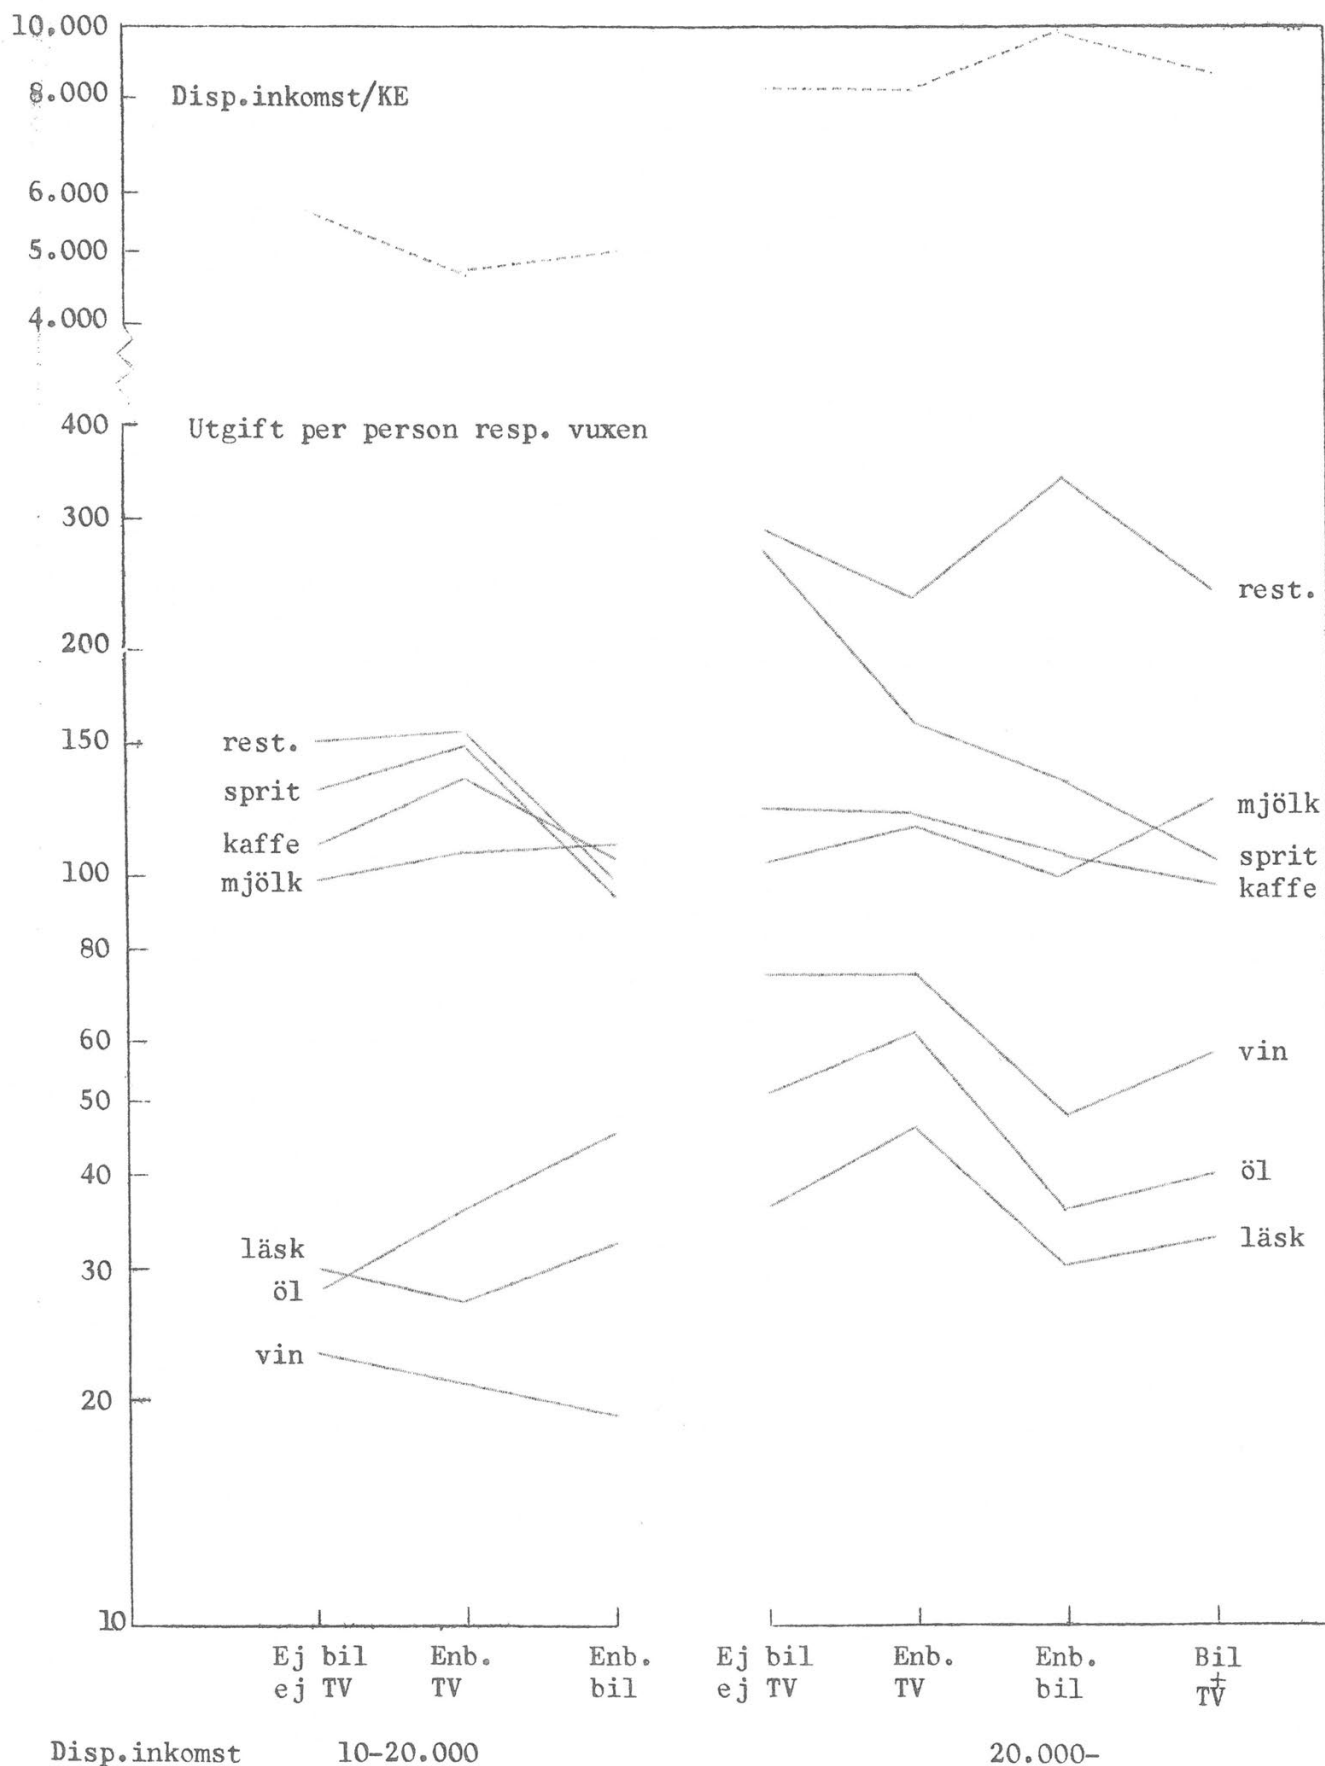 10.000
8.000 Disp.inkomst/KE
6.000
5.000
4.000
400 Utgift per person resp. vuxen
300
rest.
200
150 rest.
sprit mjölk
kaffe sprit
100 mjölk kaffe
80
60 vin
50
40 öl
läsk läsk
30
öl
vin
20
10
Ej bil Enb. Enb. Ej bil Enb. Enb. Bil
ej TV TV bil ej TV TV bil + TV
Disp.inkomst 10-20.000 20.000-